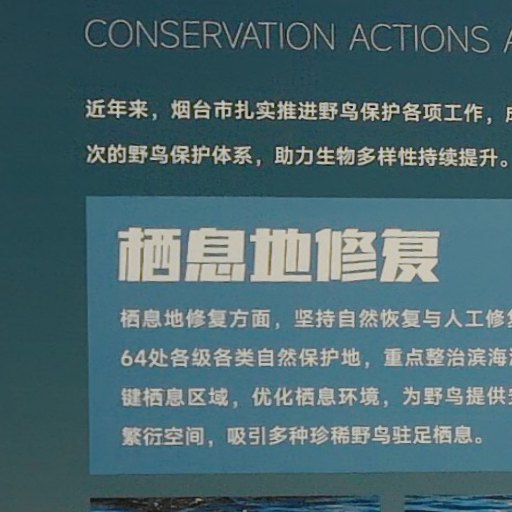 CONSERVATION ACTIONS
近年来，烟台市扎实推进野鸟保护各项工作，
次的野鸟保护体系，助力生物多样性持续提升。
栖息地修复
栖息地修复方面，坚持自然恢复与人工修复
64处各级各类自然保护地，重点整治滨海
键栖息区域，优化栖息环境，为野鸟提供
繁衍空间，吸引多种珍稀野鸟驻足栖息。